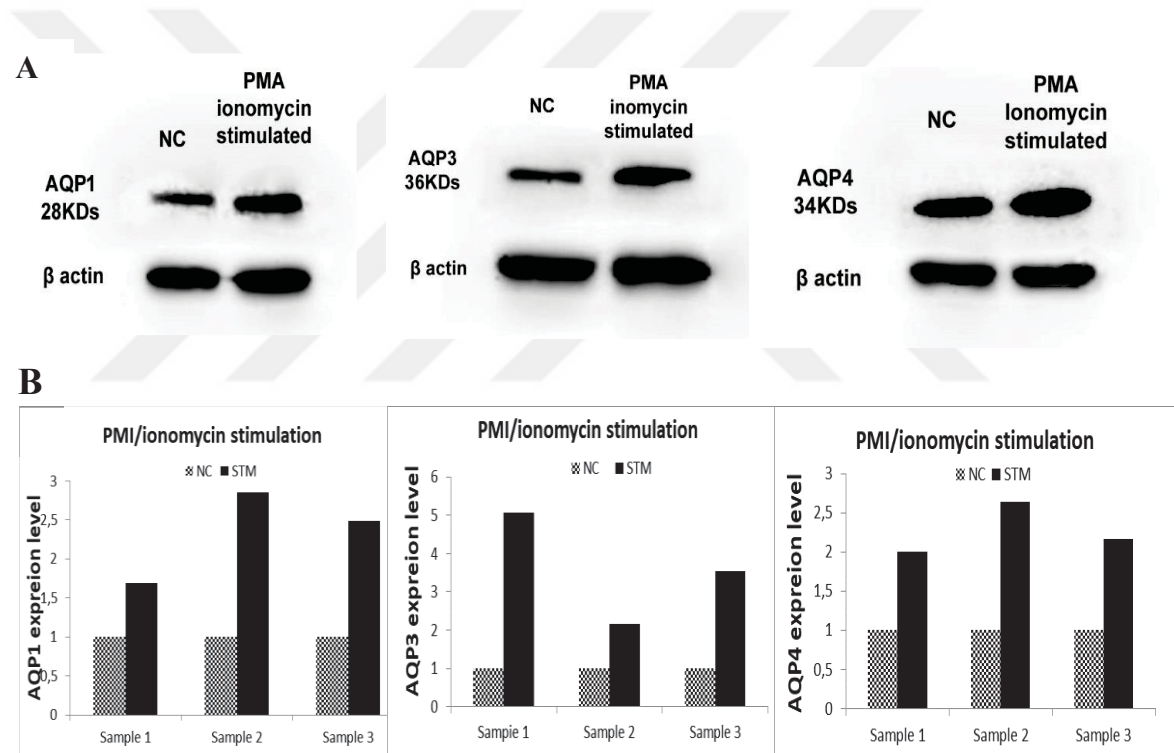 A
NC
PMA
ionomycin
stimulated
AQP1
28KDs
β actin
NC
PMA
inomycin
stimulated
AQP3
36KDs
β actin
NC
PMA
Ionomycin
stimulated
AQP4
34KDs
β actin
B
PMI/ionomycin stimulation
NC STM
AQP1 expreion level
3
2,5
2
1,5
1
0,5
0
Sample 1 Sample 2 Sample 3
PMI/ionomycin stimulation
NC STM
AQP3 expreion level
6
5
4
3
2
1
0
Sampie 1 Sample 2 Sample 3
PMI/ionomycin stimulation
NC STM
AQP4 expreion level
3
2,5
2
1,5
1
0,5
0
Sample 1 Sample 2 Sample 3